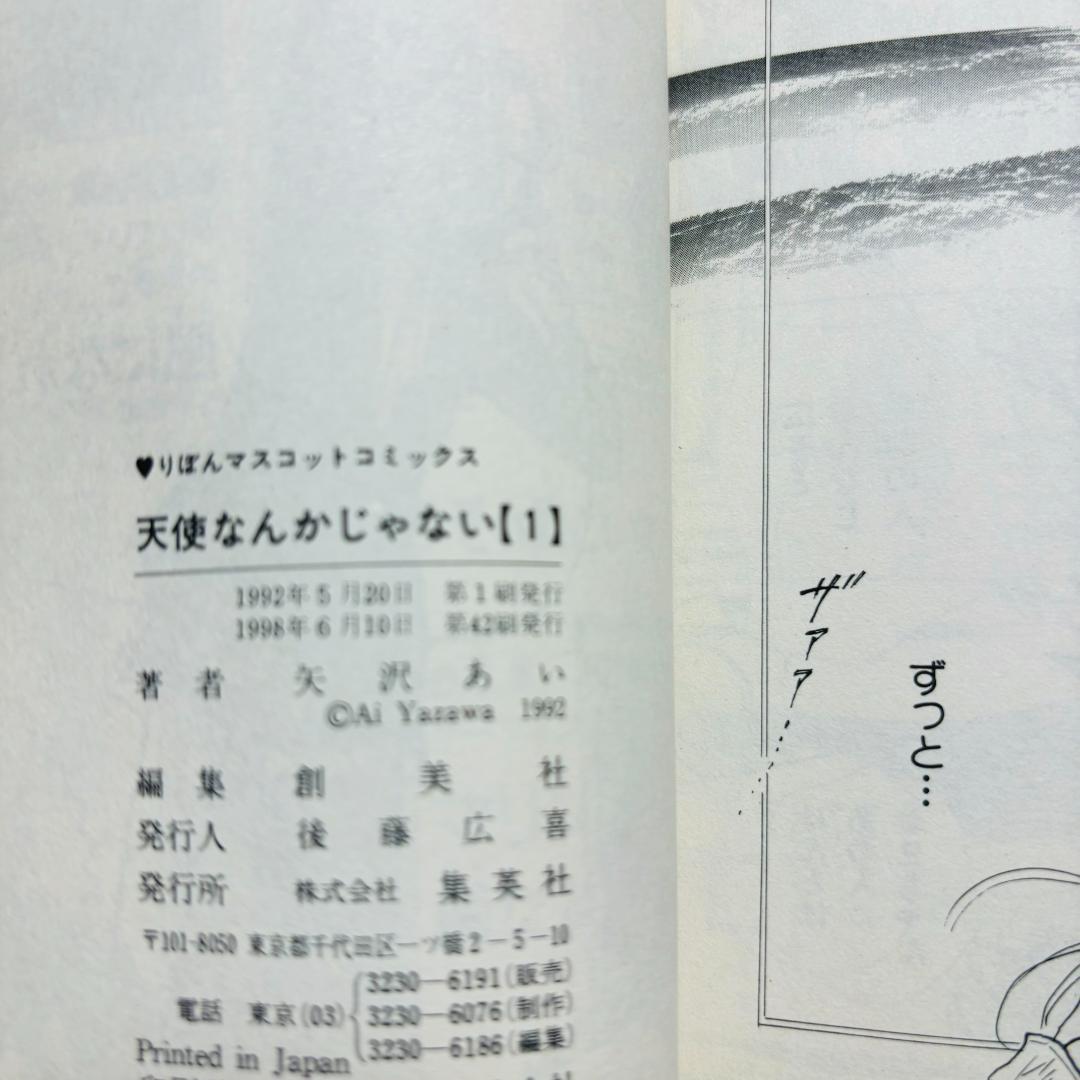 ♥りぼんマスコットコミックス
天使なんかじゃない【1】
1992年5月20日 第1刷発行
1998年6月10日 第42刷発行
著者 矢沢あい
©Ai Yazawa 1992
編集 創美社
発行人 後藤広喜
発行所 株式会社 集英社
〒101-8050 東京都千代田区一ツ橋2-5-10
3230-6191(販売)
電話 東京(03) 3230-6076(制作)
3230-6186(編集)
Printed in Japan
ずっと…
ザァァ…